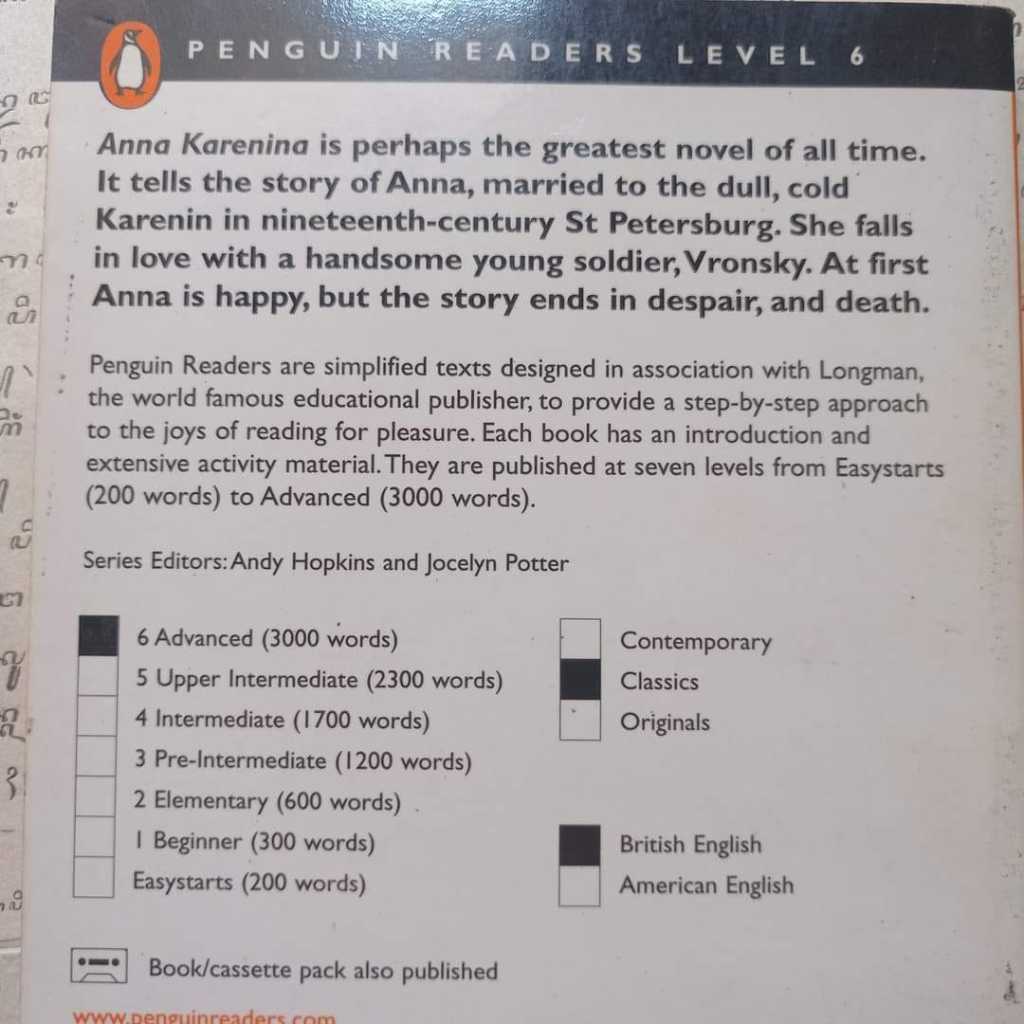 PENGUIN READERS LEVEL 6
Anna Karenina is perhaps the greatest novel of all time.
It tells the story of Anna, married to the dull, cold
Karenin in nineteenth-century St Petersburg. She falls
in love with a handsome young soldier, Vronsky. At first
Anna is happy, but the story ends in despair, and death.
Penguin Readers are simplified texts designed in association with Longman,
the world famous educational publisher, to provide a step-by-step approach
to the joys of reading for pleasure. Each book has an introduction and
extensive activity material. They are published at seven levels from Easystarts
(200 words) to Advanced (3000 words).
Series Editors: Andy Hopkins and Jocelyn Potter
6 Advanced (3000 words)
5 Upper Intermediate (2300 words)
4 Intermediate (1700 words)
3 Pre-Intermediate (1200 words)
2 Elementary (600 words)
1 Beginner (300 words)
Easystarts (200 words)
Contemporary
Classics
Originals
British English
American English
Book/cassette pack also published
www.penguinreaders.com